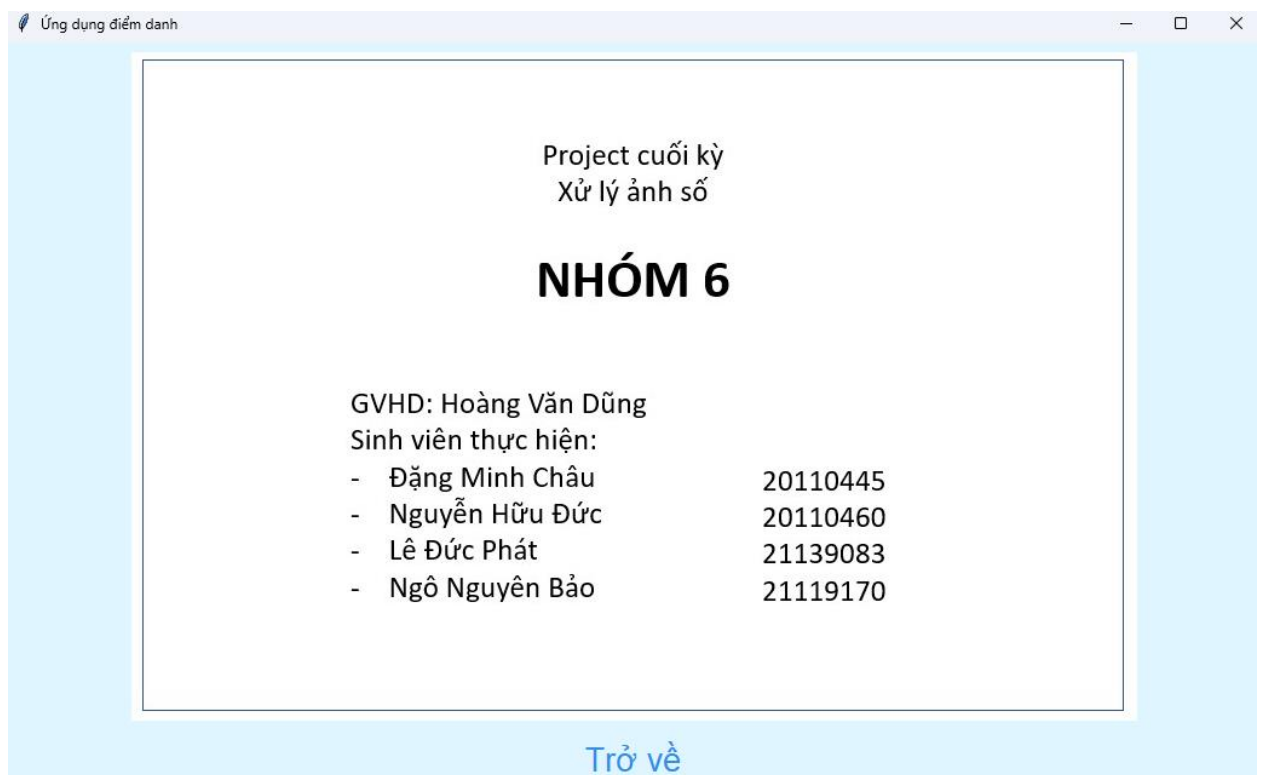 Ứng dụng điểm danh
Project cuối kỳ
Xử lý ảnh số
NHÓM 6
GVHD: Hoàng Văn Dũng
Sinh viên thực hiện:
- Đặng Minh Châu 20110445
- Nguyễn Hữu Đức 20110460
- Lê Đức Phát 21139083
- Ngô Nguyên Bảo 21119170
Trở về